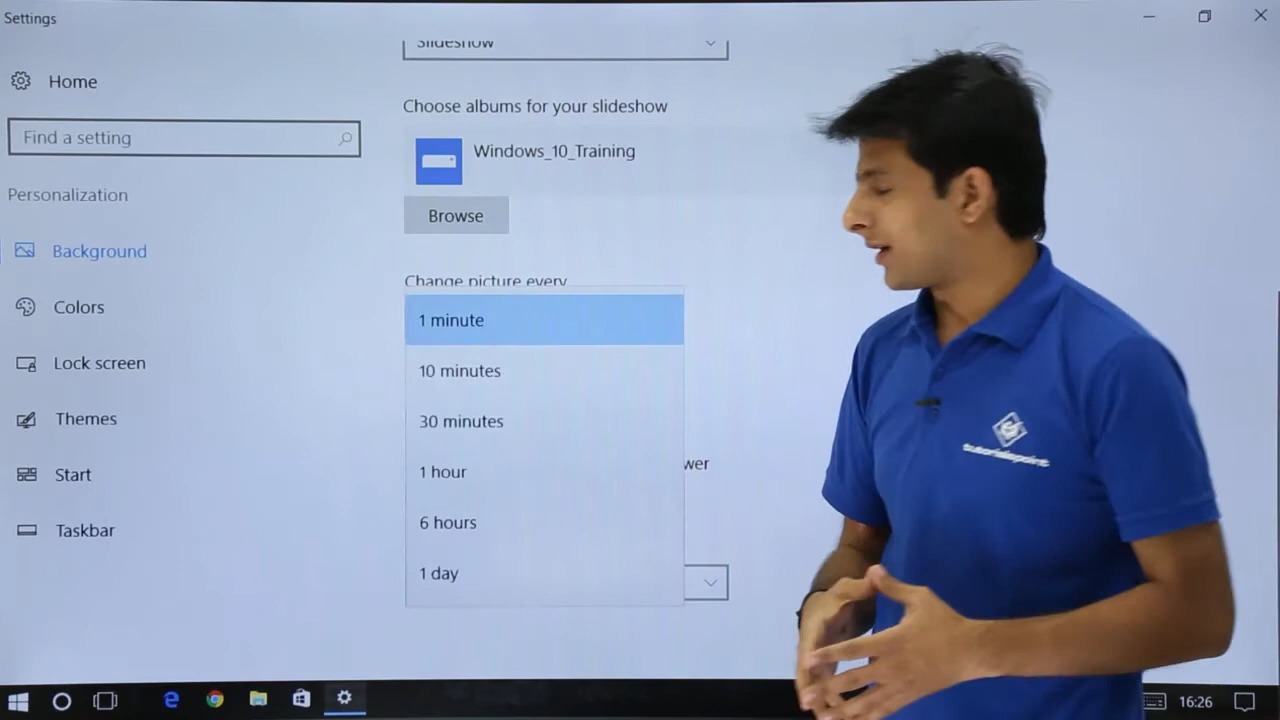 Settings
Home
Find a setting
Personalization
Background
Colors
Lock screen
Themes
Start
Taskbar
Slideshow
Choose albums for your slideshow
Windows_10_Training
Browse
Change picture every
1 minute
10 minutes
30 minutes
1 hour
6 hours
1 day
wer
tutorialspoint
16:26